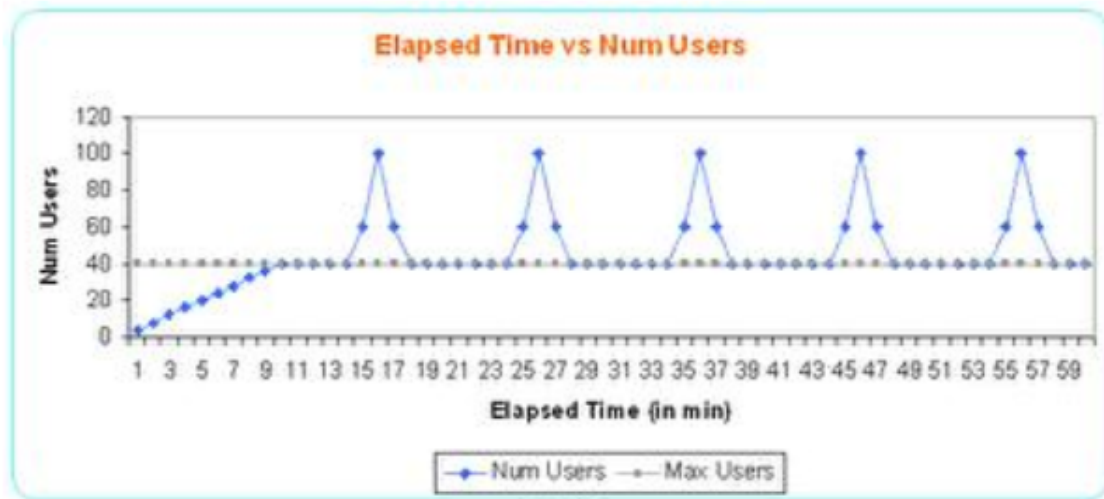 Elapsed Time vs Num Users
120
100
80
60
40
20
0
Num Users
1 3 5 7 9 11 13 15 17 19 21 23 25 27 29 31 33 35 37 39 41 43 45 47 49 51 53 55 57 59
Elapsed Time (in min)
Num Users Max Users